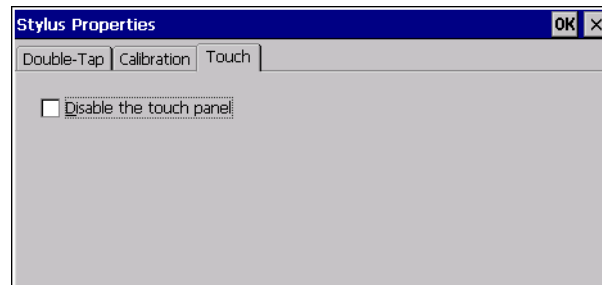 Stylus Properties OK ×
Double-Tap Calibration Touch
Disable the touch panel